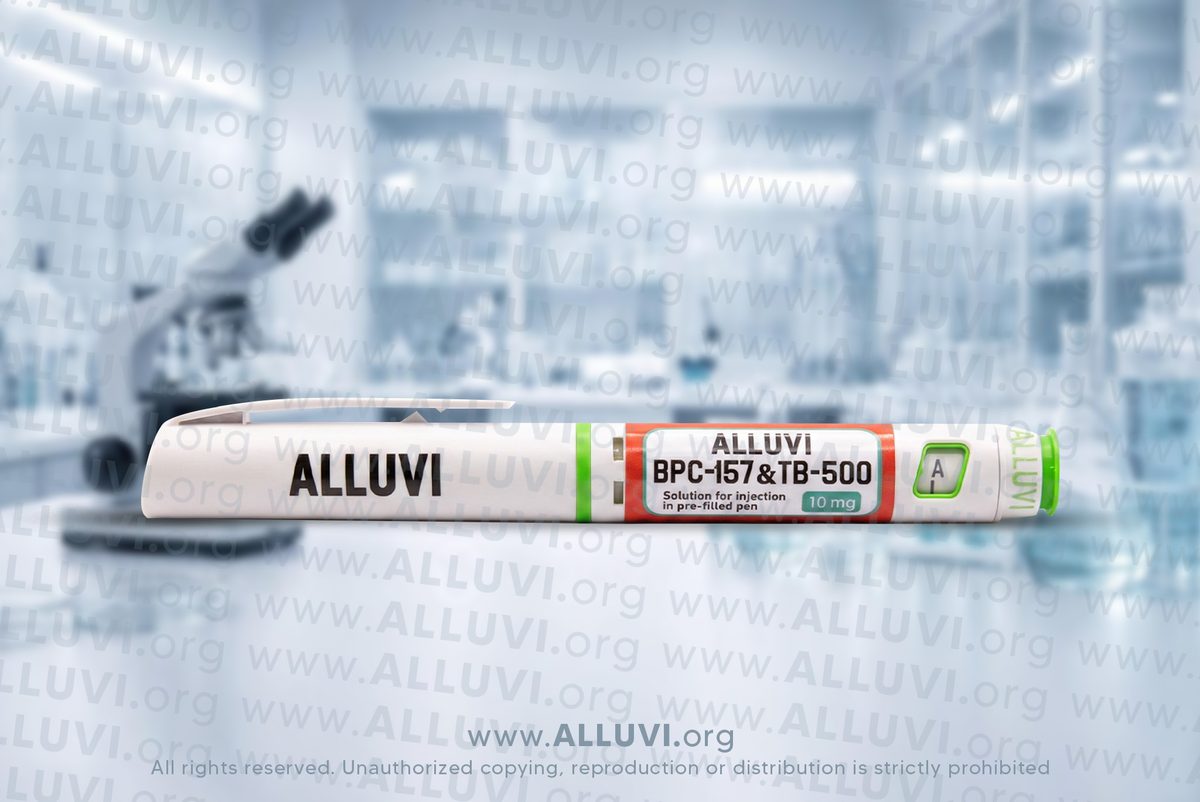 ALLUVI
ALLUVI
BPC-157 & TB-500
Solution for injection
in pre-filled pen
10 mg
A
ALLUVI
www.ALLUVI.org
All rights reserved. Unauthorized copying, reproduction or distribution is strictly prohibited